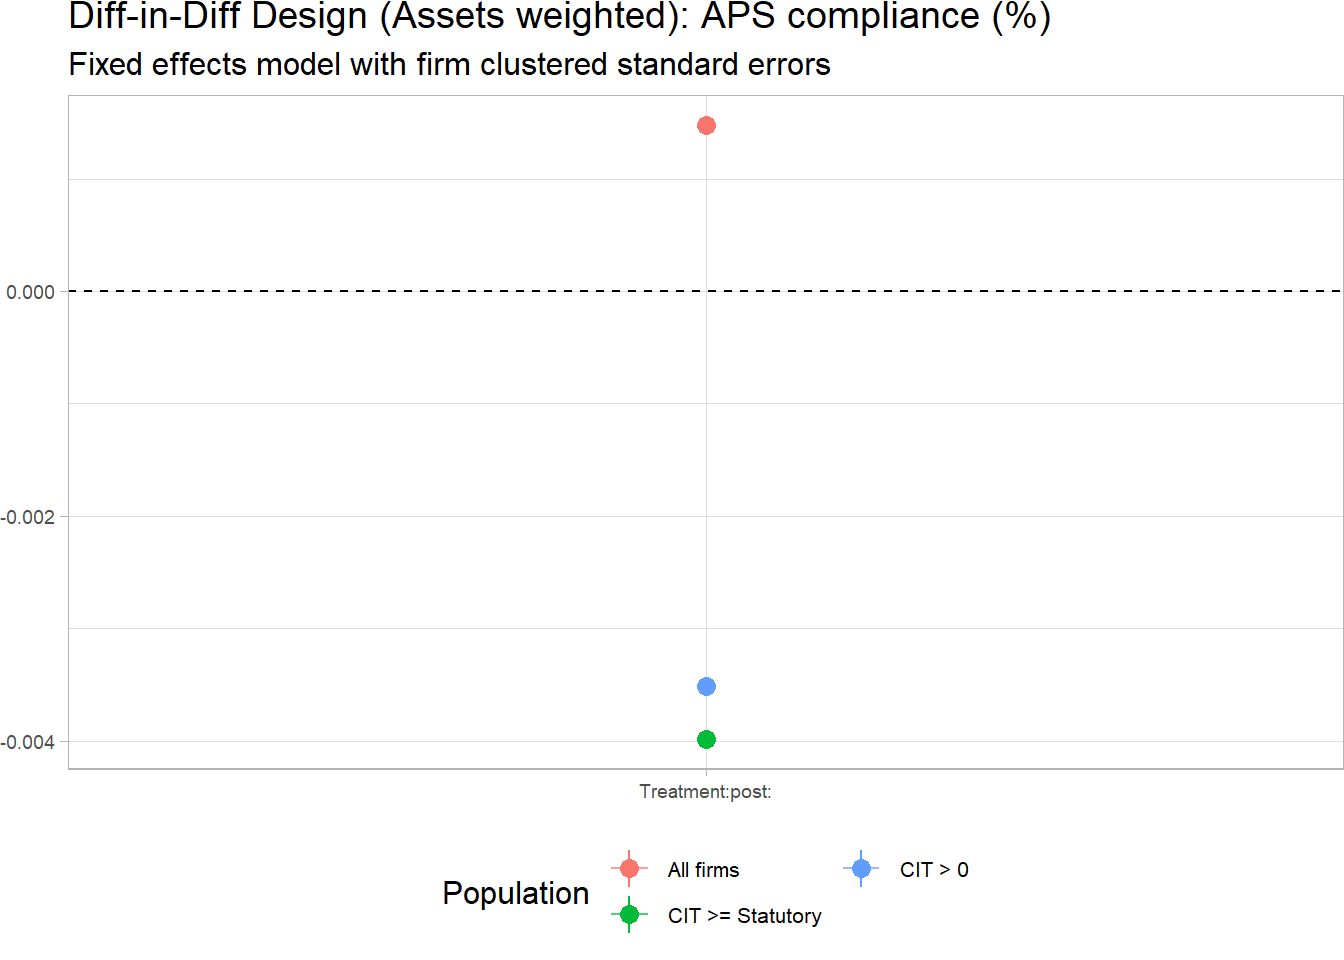 Diff-in-Diff Design (Assets weighted): APS compliance (%)
Fixed effects model with firm clustered standard errors
0.000
-0.002
-0.004
Treatment:post:
Population
All firms
CIT > 0
CIT >= Statutory